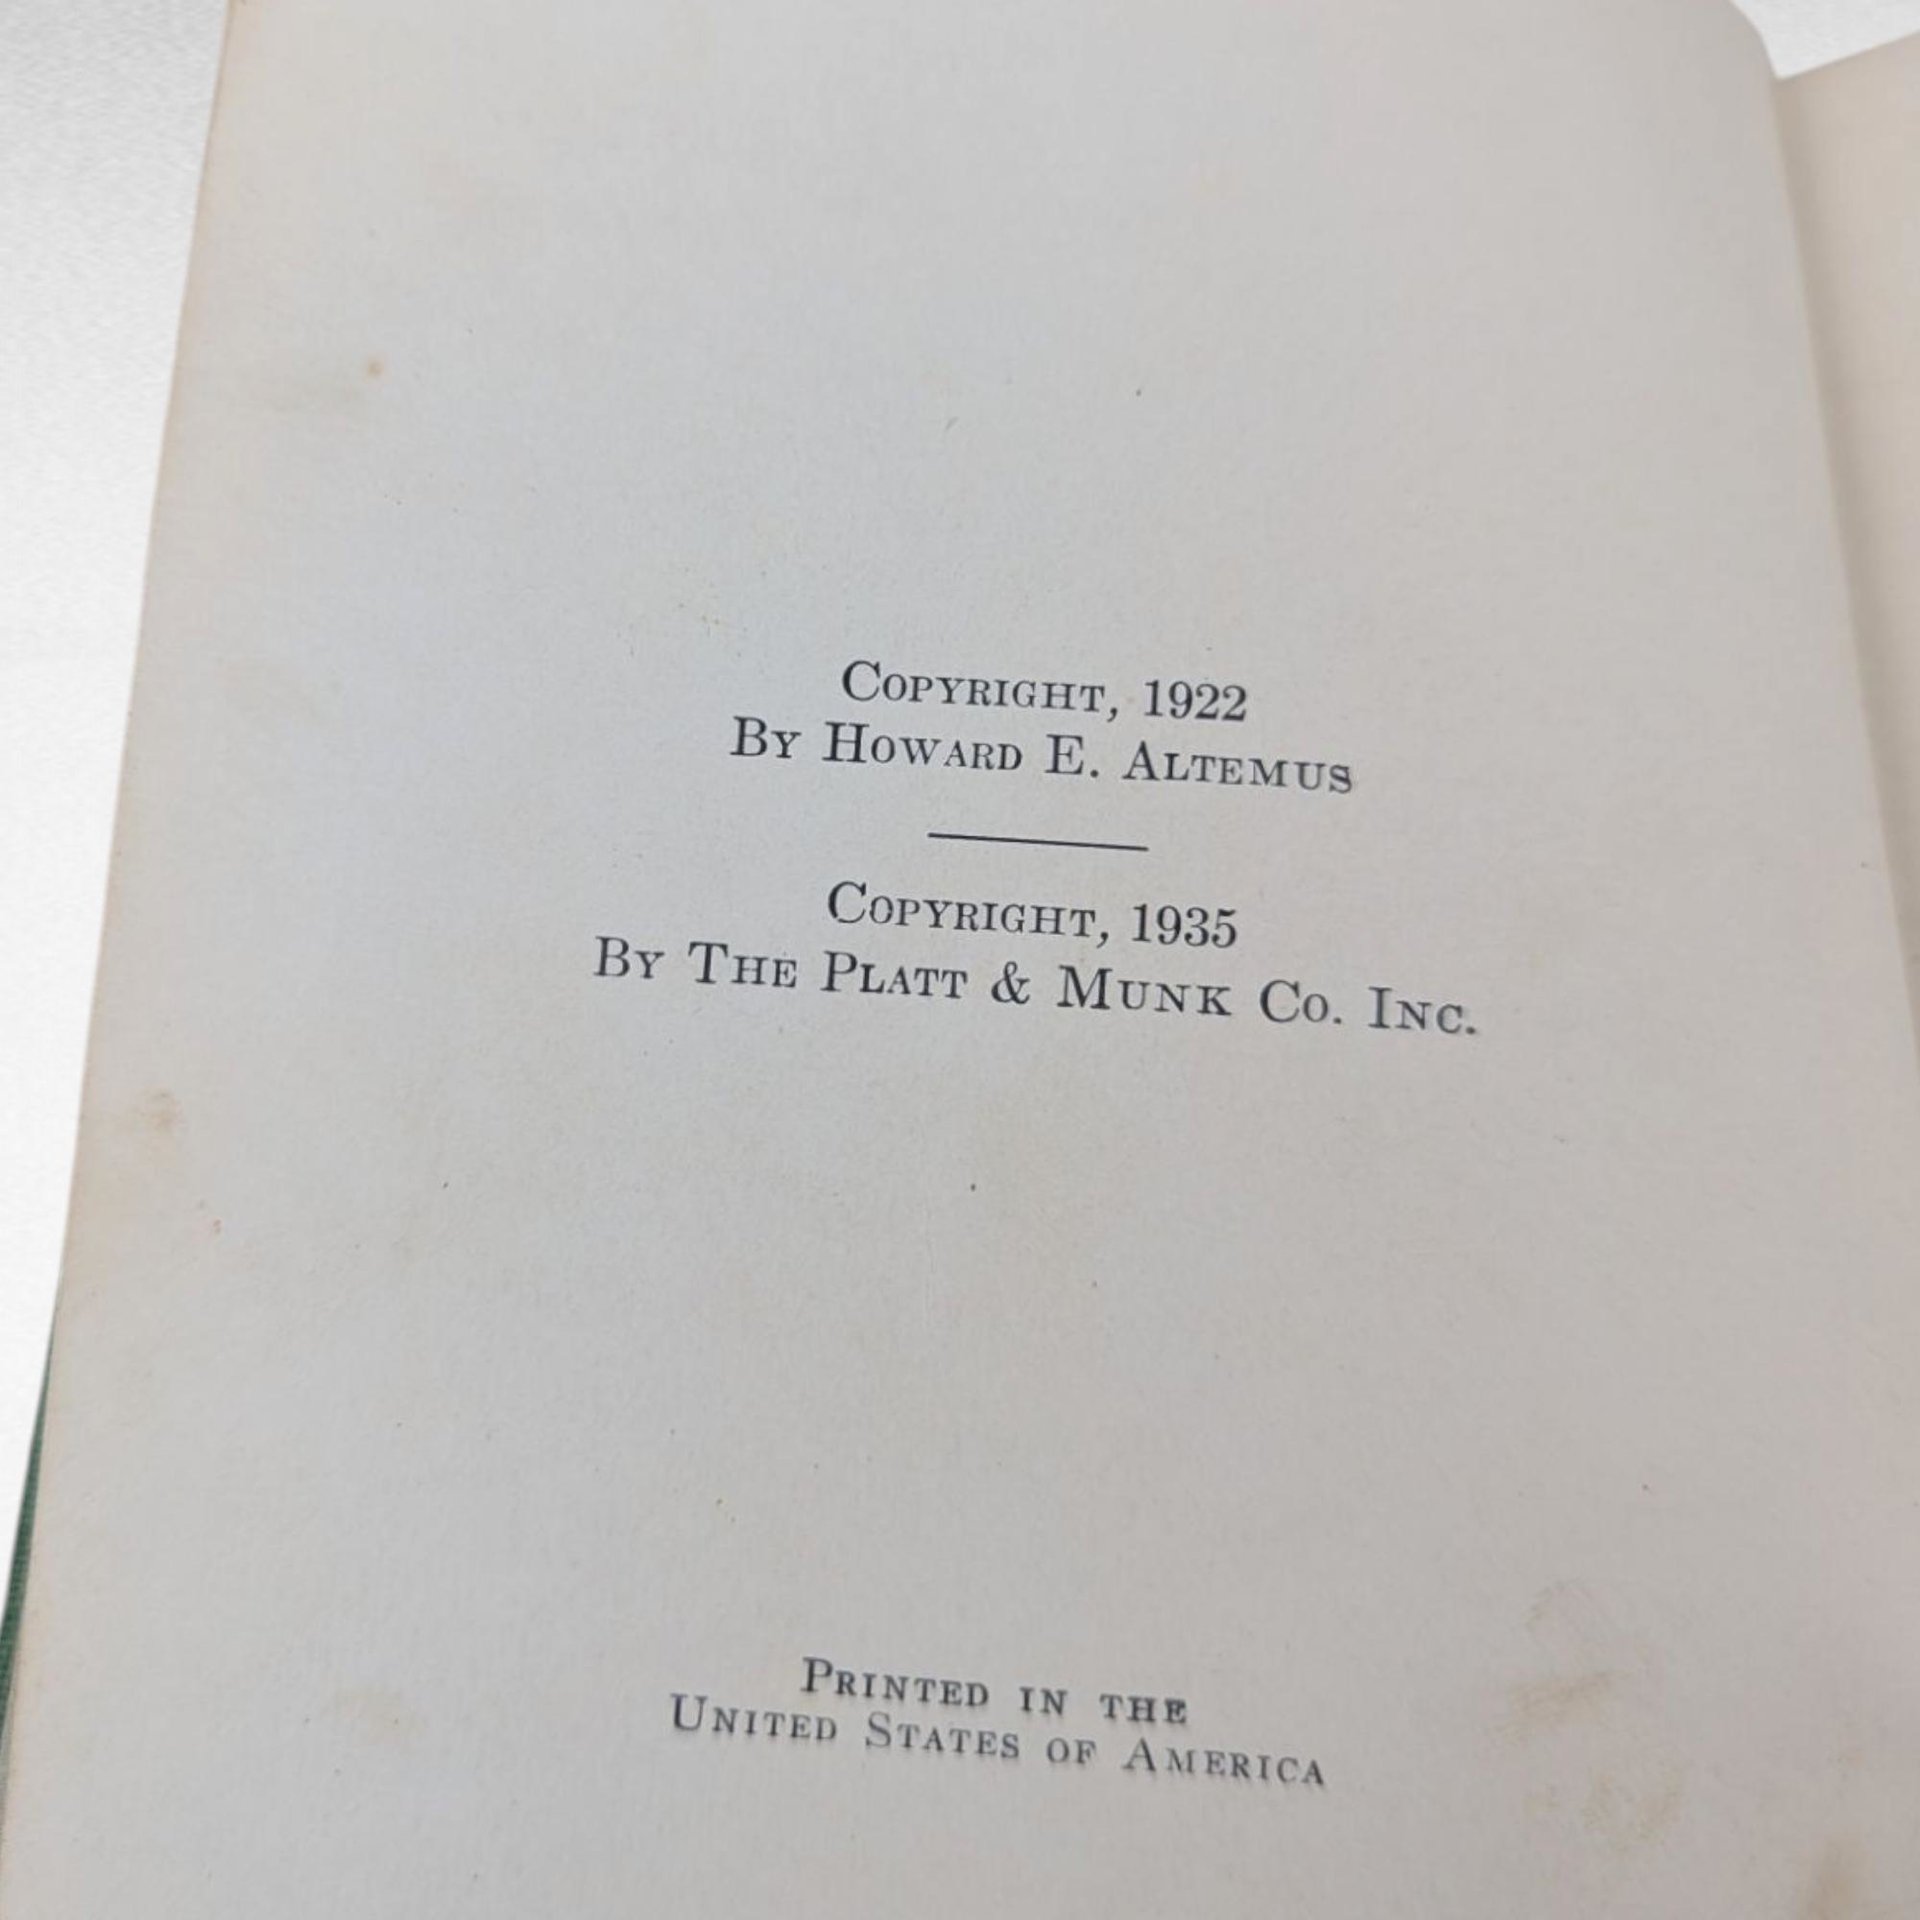 Copyright, 1922
By Howard E. Altemus
Copyright, 1935
By The Platt & Munk Co. Inc.
Printed in the
United States of America